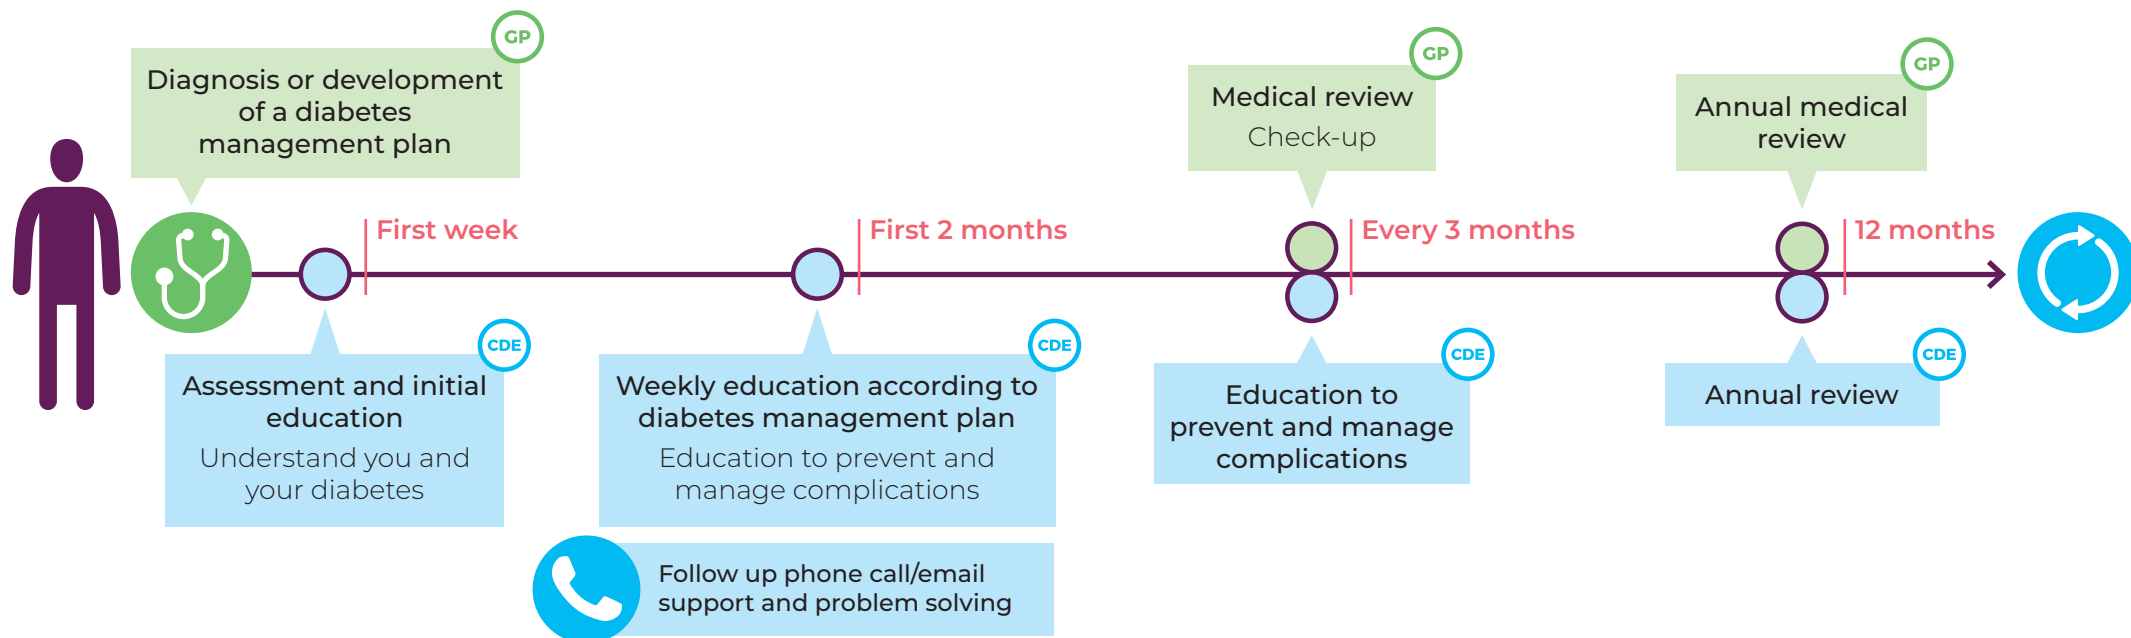 GP
Diagnosis or development
of a diabetes
management plan
GP
Medical review
Check-up
GP
Annual medical
review
First week
First 2 months
Every 3 months
12 months
CDE
Assessment and initial
education
Understand you and
your diabetes
CDE
Weekly education according to
diabetes management plan
Education to prevent and
manage complications
Follow up phone call/email
support and problem solving
CDE
Education to
prevent and manage
complications
CDE
Annual review